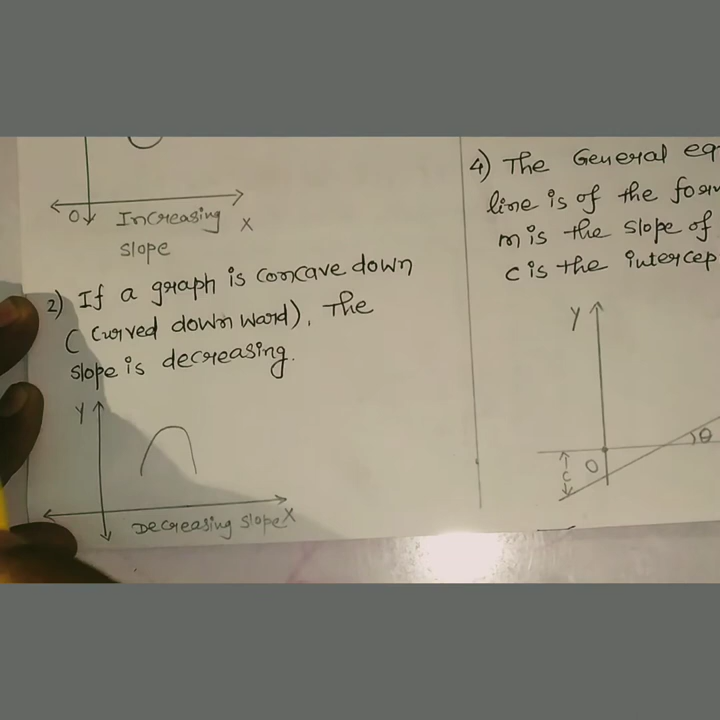 O
Increasing
X
slope
2) If a graph is concave down
(curved downward), The
slope is decreasing.
Y
Decreasing slope X
4) The General eq
line is of the form
m is the slope of
c is the intercep
Y
θ
O
C